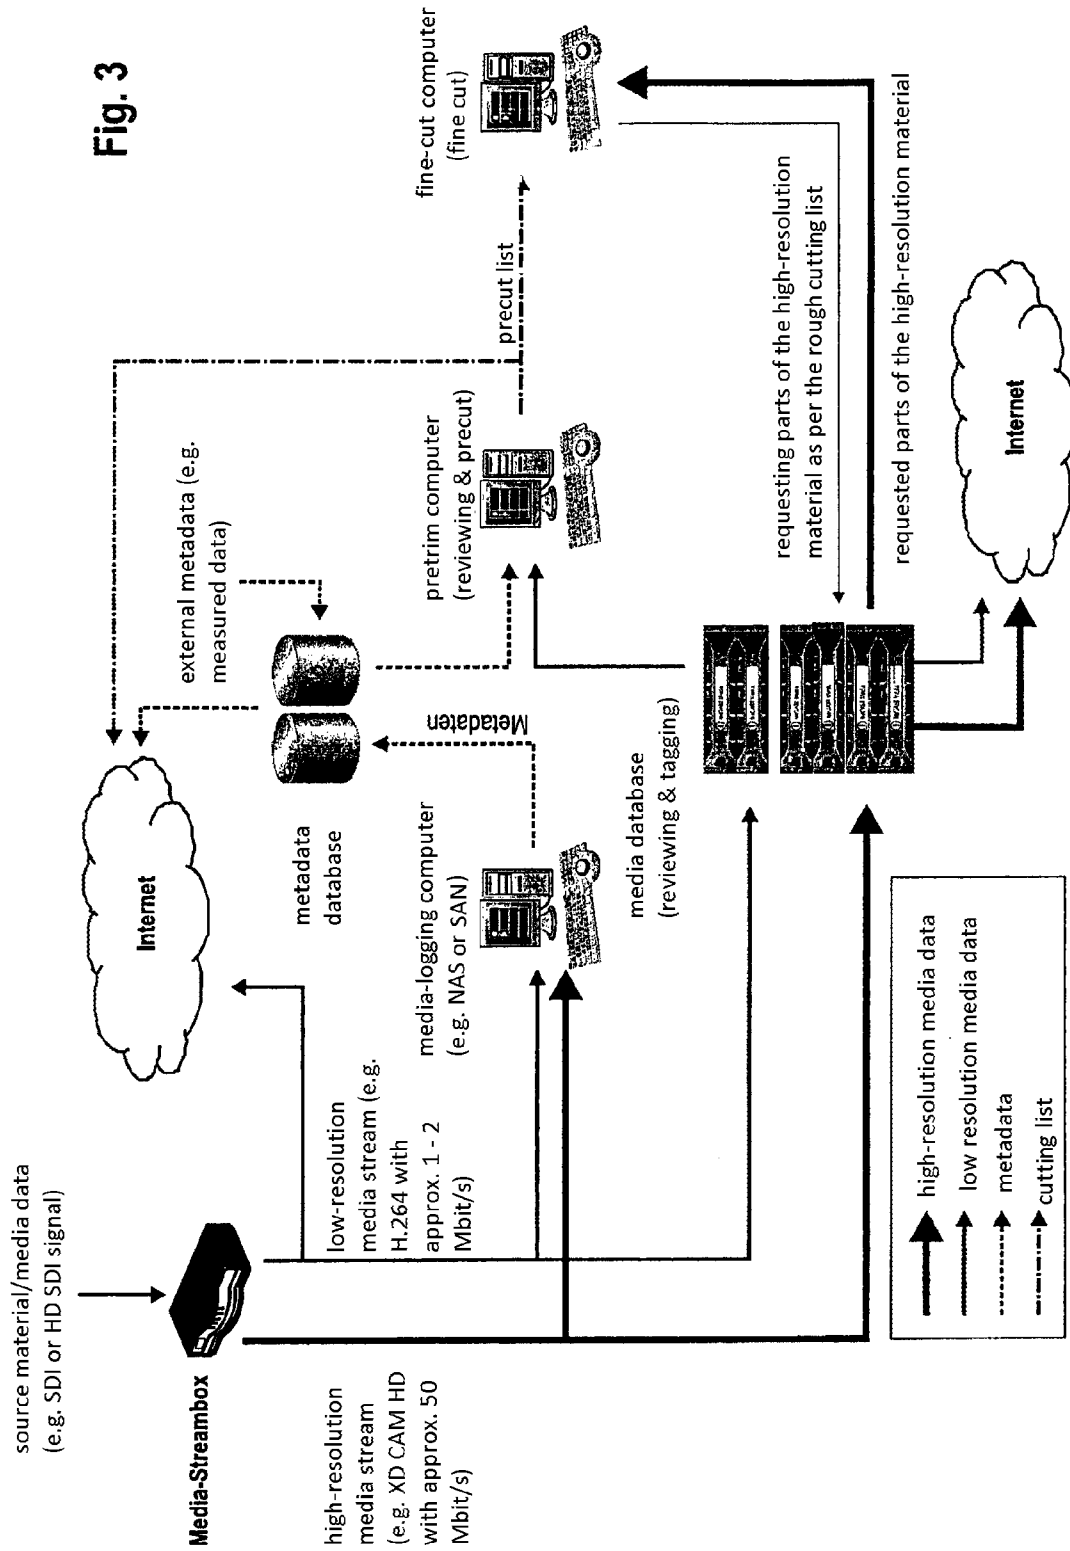 Fig. 3
source material/media data
(e.g. SDI or HD SDI signal)
Media-Streambox
high-resolution
media stream
(e.g. XD CAM HD
with approx. 50
Mbit/s)
low-resolution
media stream (e.g.
H.264 with
approx. 1 - 2
Mbit/s)
Internet
external metadata (e.g.
measured data)
metadata
database
Metadaten
media-logging computer
(e.g. NAS or SAN)
pretrim computer
(reviewing & precut)
precut list
fine-cut computer
(fine cut)
media database
(reviewing & tagging)
requesting parts of the high-resolution
material as per the rough cutting list
requested parts of the high-resolution material
Internet
high-resolution media data
low resolution media data
metadata
cutting list